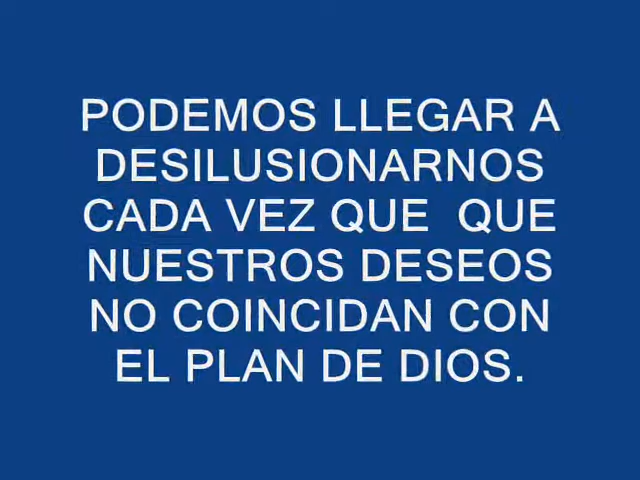 PODEMOS LLEGAR A
DESILUSIONARNOS
CADA VEZ QUE  QUE
NUESTROS DESEOS
NO COINCIDAN CON
EL PLAN DE DIOS.